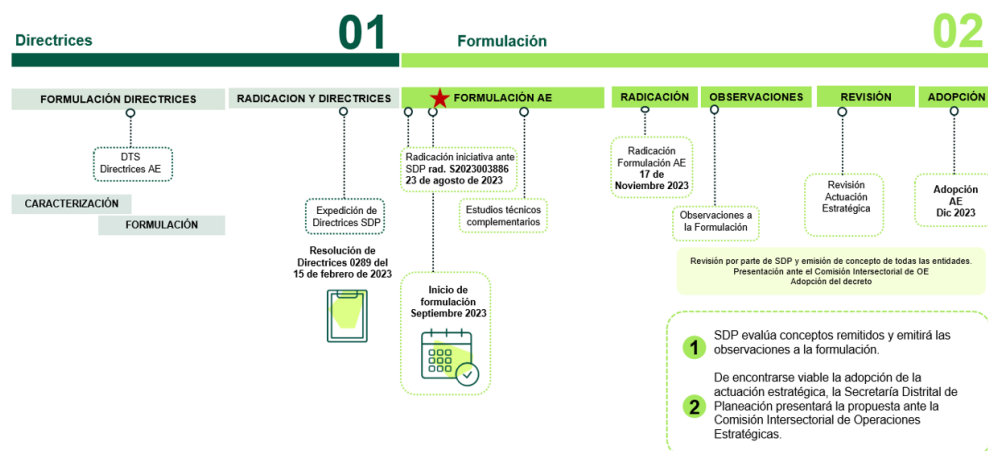 Directrices
01
Formulación
02
FORMULACIÓN DIRECTRICES
RADICACION Y DIRECTRICES
FORMULACIÓN AE
RADICACIÓN
OBSERVACIONES
REVISIÓN
ADOPCIÓN
DTS
Directrices AE
CARACTERIZACIÓN
FORMULACIÓN
Expedición de
Directrices SDP
Resolución de
Directrices 0289 del
15 de febrero de 2023
Radicación iniciativa ante
SDP rad. S2023003886
23 de agosto de 2023
Estudios técnicos
complementarios
Inicio de
formulación
Septiembre 2023
Radicación
Formulación AE
17 de
Noviembre 2023
Observaciones a
la Formulación
Revisión
Actuación
Estratégica
Adopción
AE
Dic 2023
Revisión por parte de SDP y emisión de concepto de todas las entidades.
Presentación ante el Comisión Intersectorial de OE
Adopción del decreto
1
SDP evalúa conceptos remitidos y emitirá las
observaciones a la formulación.
2
De encontrarse viable la adopción de la
actuación estratégica, la Secretaría Distrital de
Planeación presentará la propuesta ante la
Comisión Intersectorial de Operaciones
Estratégicas.